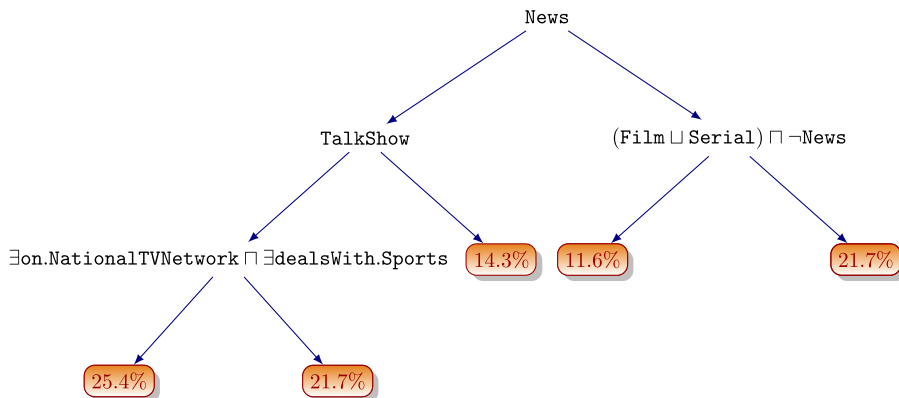 News
TalkShow
(Film ⊔ Serial) ⊓ ¬News
∃on.NationalTVNetwork ⊓ ∃dealsWith.Sports
14.3%
11.6%
21.7%
25.4%
21.7%